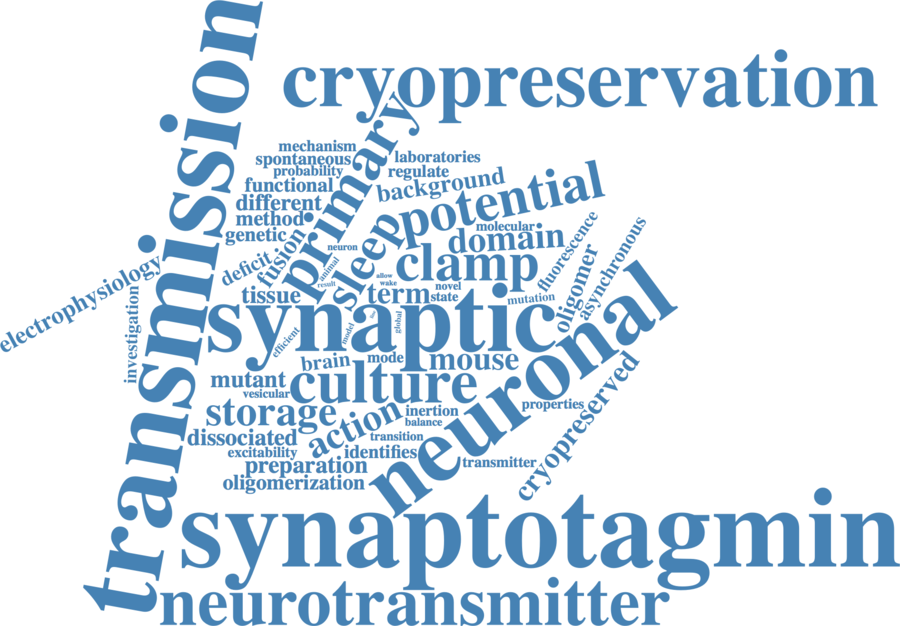 transmission
cryopreservation
primary
mechanism
spontaneous
probability
laboratories
regulate
functional
background
different
method
genetic
potential
sleep
molecular
domain
fluorescence
asynchronous
oligomer
fusion
deficit
neuron
animal
result
clamp
allow
wake
novel
term
state
mutation
tissue
electrophysiology
investigation
synaptic
efficient
model
global
neuronal
brain
mode
mouse
mutant
culture
vesicular
storage
action
inertion
balance
properties
cryopreserved
dissociated
transition
excitability
identifies
preparation
transmitter
oligomerization
synaptotagmin
neurotransmitter